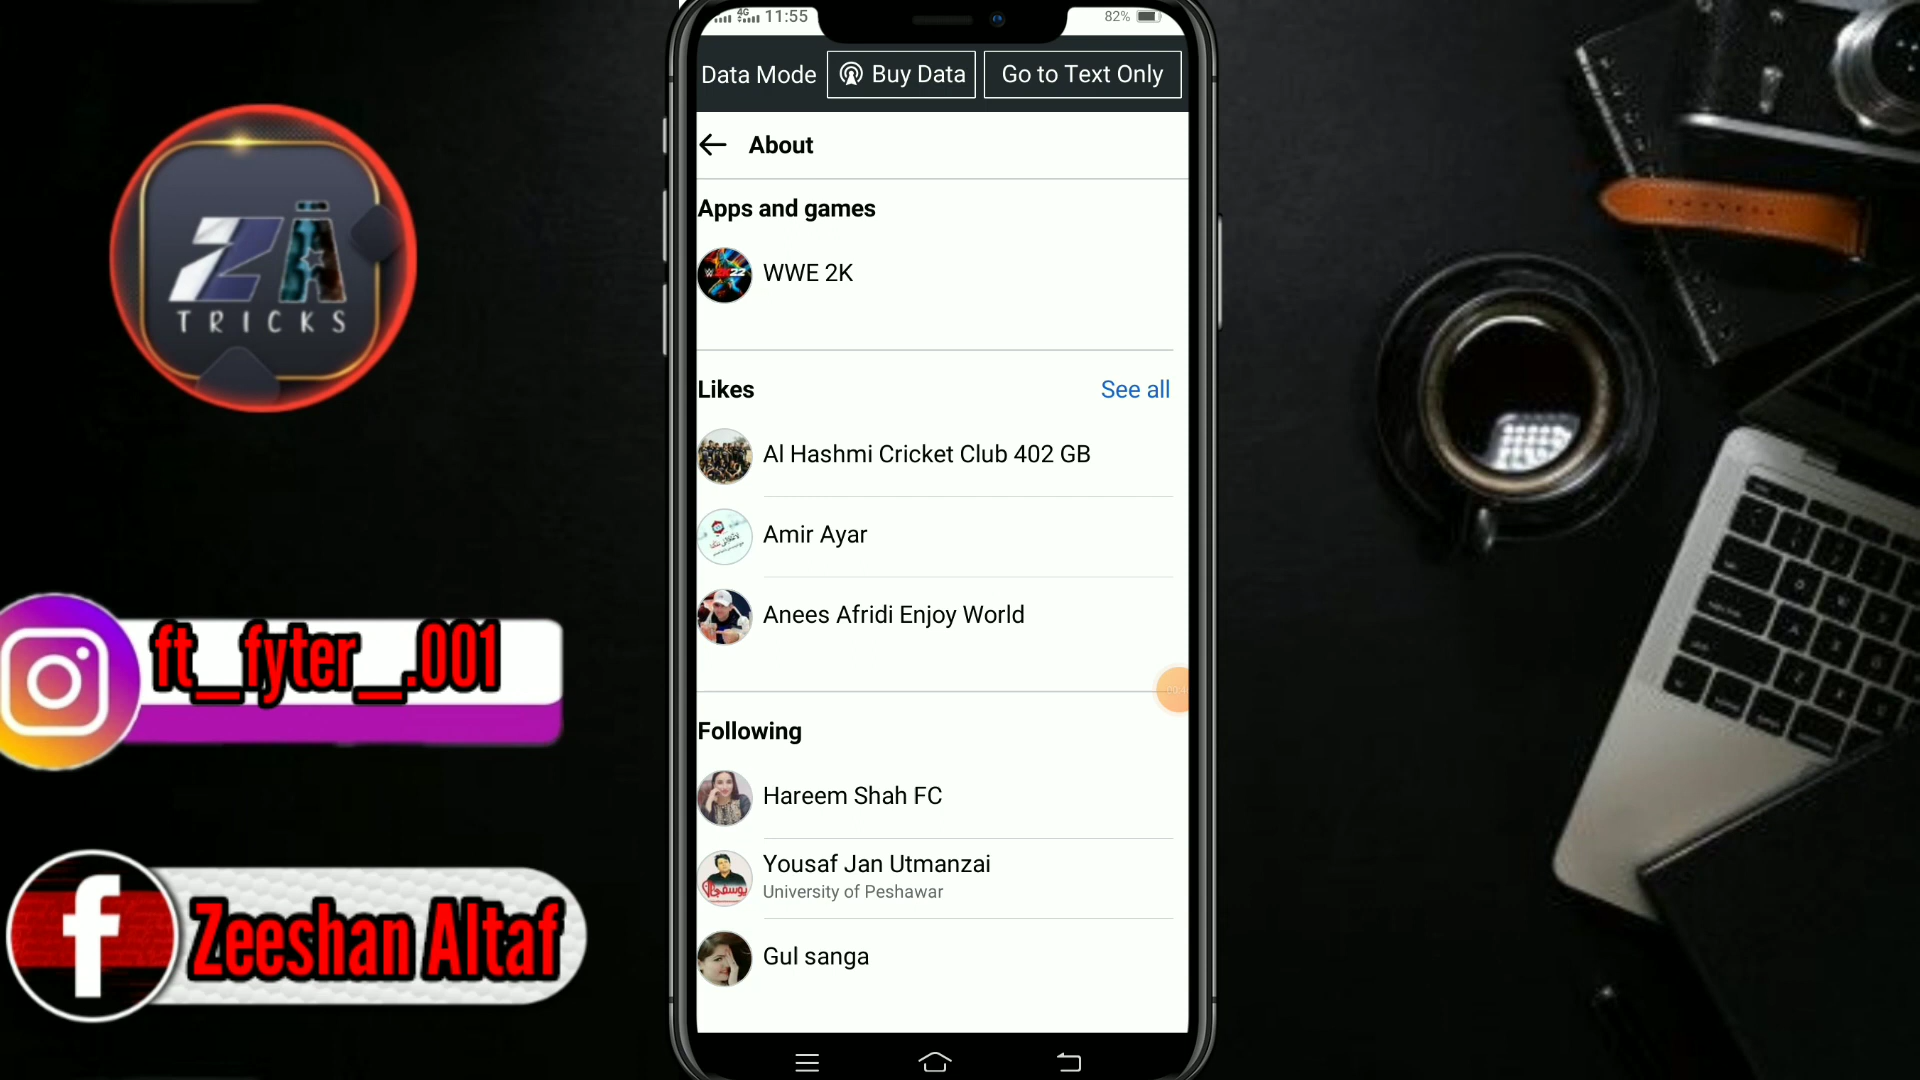 4G 11:55
82%
Data Mode
Buy Data
Go to Text Only
About
Apps and games
WWE 2K
Likes
See all
Al Hashmi Cricket Club 402 GB
Amir Ayar
Anees Afridi Enjoy World
Following
Hareem Shah FC
Yousaf Jan Utmanzai
University of Peshawar
Gul sanga
ZĀ
TRICKS
ft_fyter_.001
f
Zeeshan Altaf